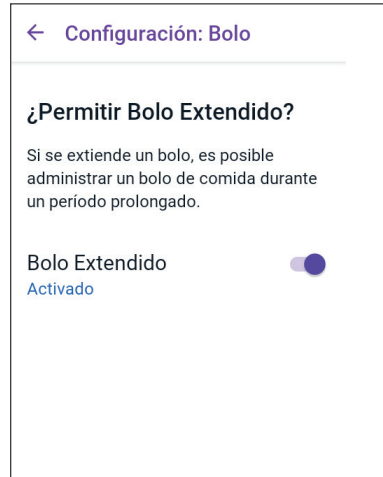 Configuración: Bolo
¿Permitir Bolo Extendido?
Si se extiende un bolo, es posible
administrar un bolo de comida durante
un período prolongado.
Bolo Extendido
Activado